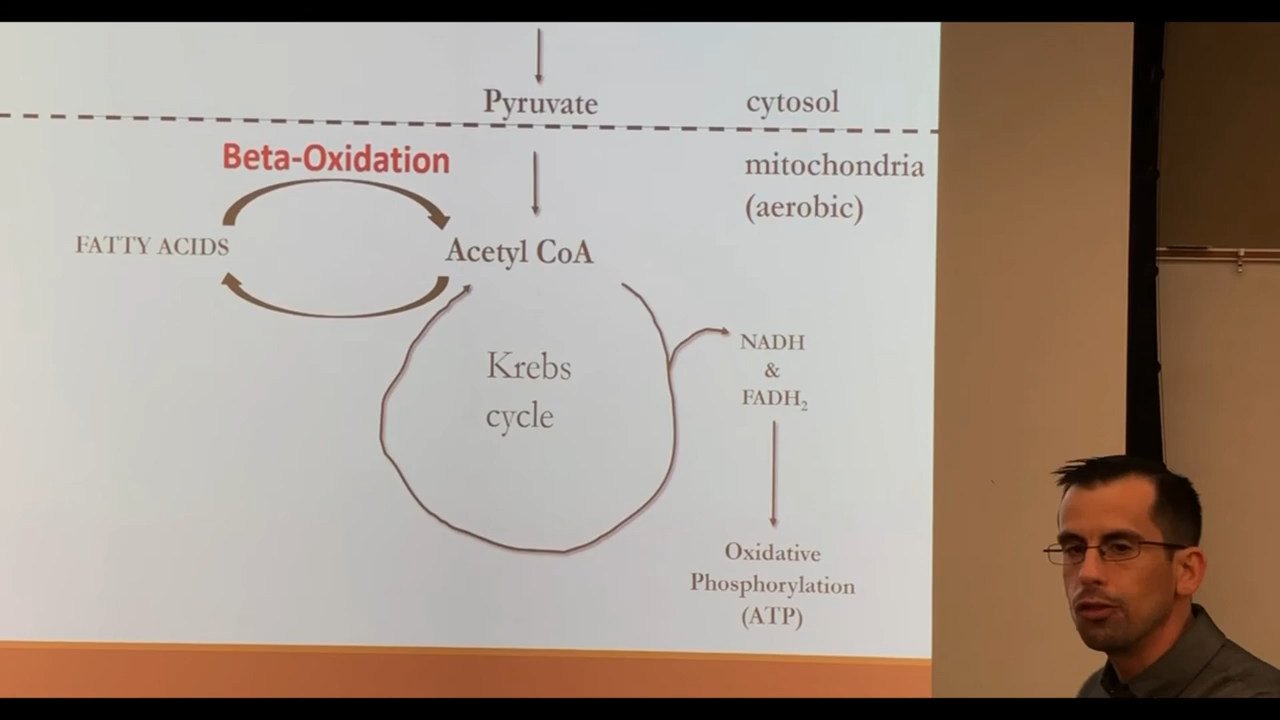 Pyruvate
cytosol
Beta-Oxidation
mitochondria
(aerobic)
FATTY ACIDS
Acetyl CoA
Krebs
cycle
NADH
&
FADH₂
Oxidative
Phosphorylation
(ATP)